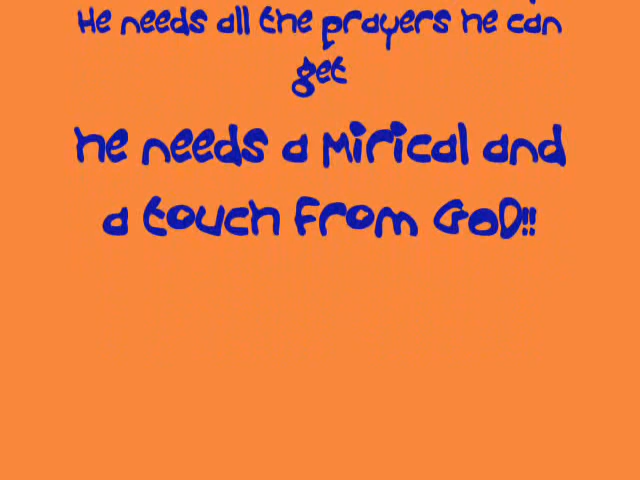 He needs all the prayers he can
get
he needs a Mirical and
a touch From GoD!!